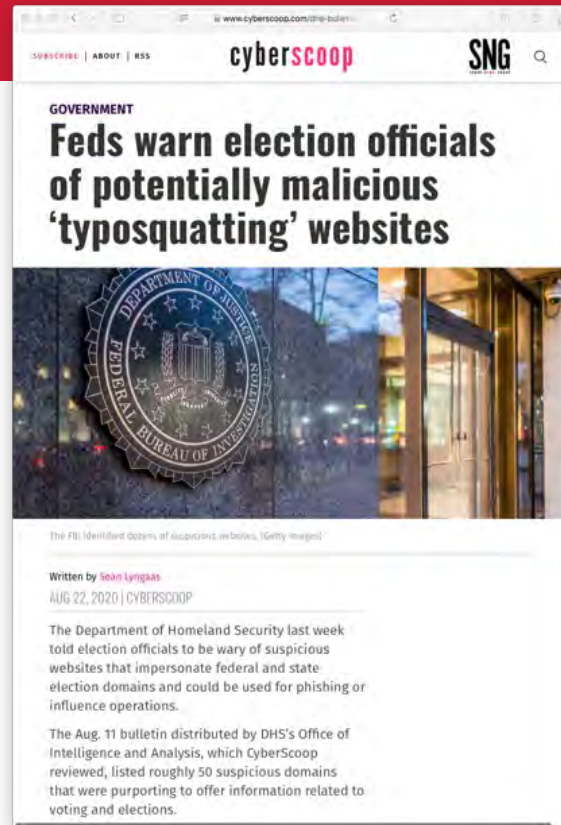 www.cyberscoop.com/dhs-bullet
SUBSCRIBE | ABOUT | RSS
cyberscoop
SNG
GOVERNMENT
Feds warn election officials
of potentially malicious
‘typosquatting’ websites
DEPARTMENT OF JUSTICE
FEDERAL BUREAU OF INVESTIGATION
The FBI identified dozens of suspicious websites. (Getty Images)
Written by Sean Lyngaas
AUG 22, 2020 | CYBERSCOOP
The Department of Homeland Security last week
told election officials to be wary of suspicious
websites that impersonate federal and state
election domains and could be used for phishing or
influence operations.
The Aug. 11 bulletin distributed by DHS’s Office of
Intelligence and Analysis, which CyberScoop
reviewed, listed roughly 50 suspicious domains
that were purporting to offer information related to
voting and elections.